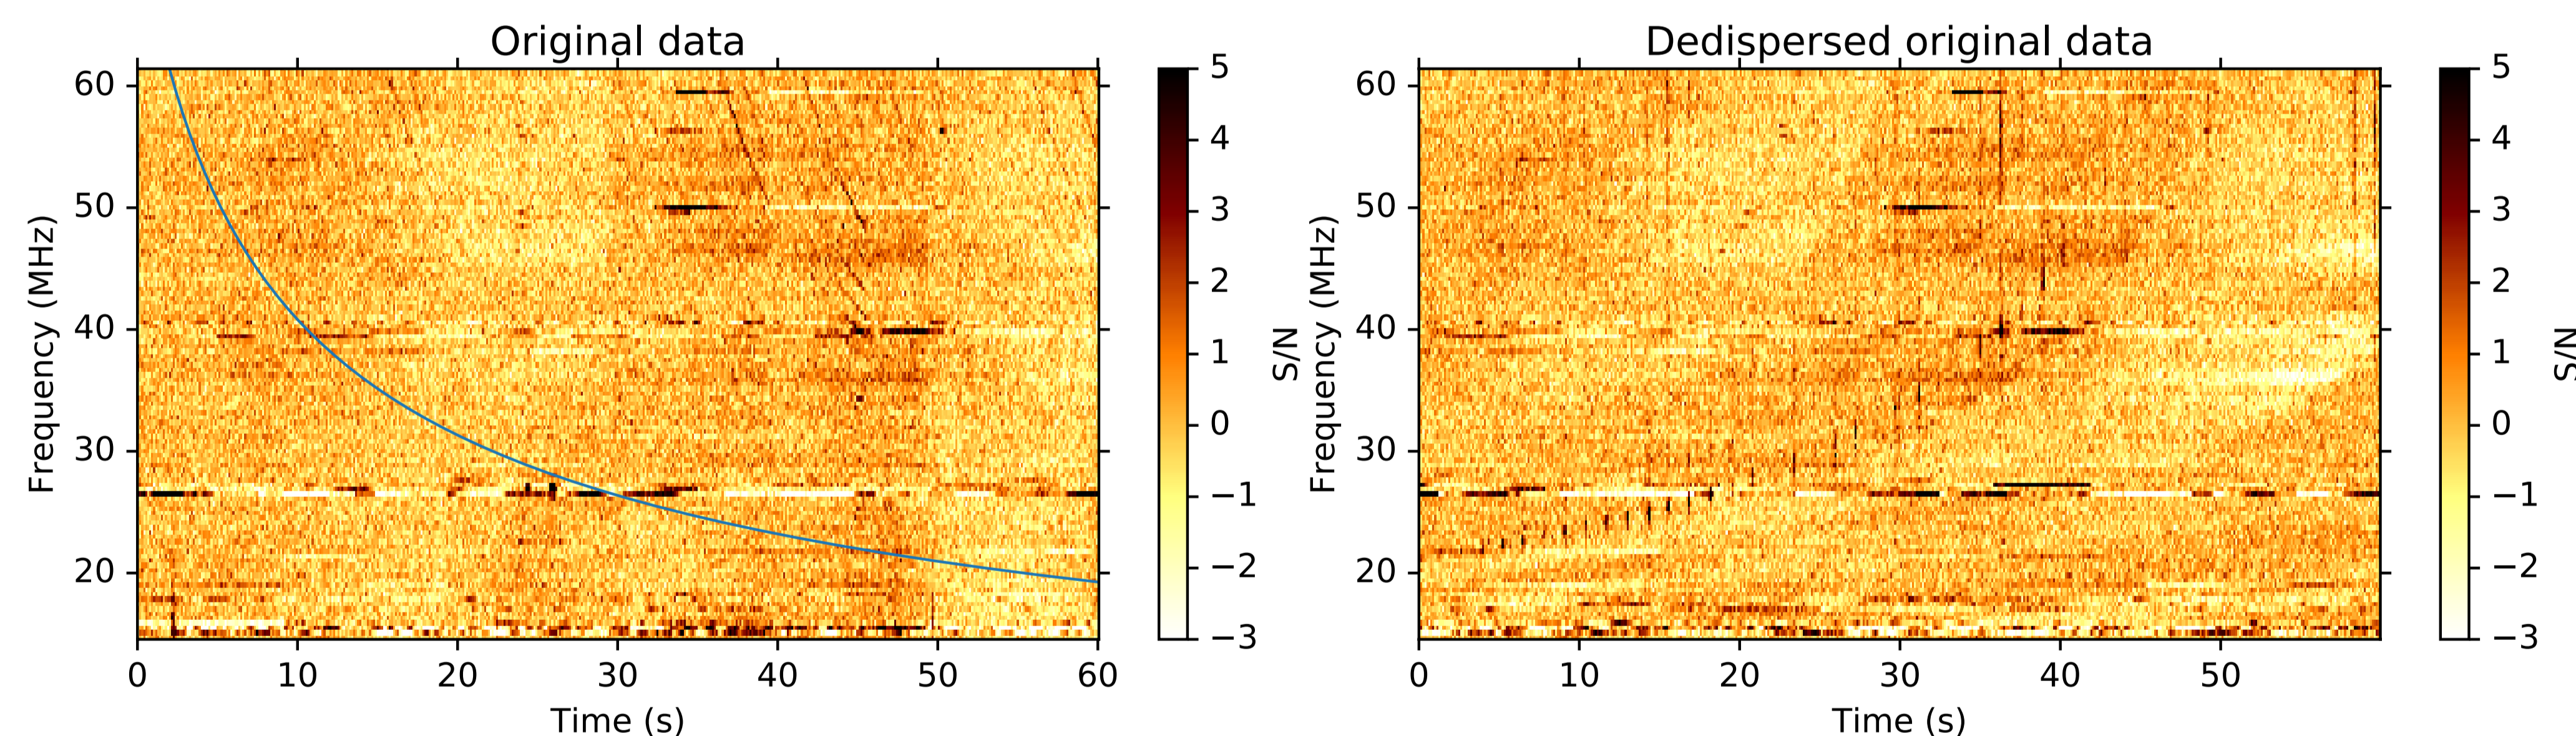 Original data
60
50
40
30
20
Frequency (MHz)
0 10 20 30 40 50 60
Time (s)
5
4
3
2
1
0
−1
−2
−3
S/N
Dedispersed original data
60
50
40
30
20
Frequency (MHz)
0 10 20 30 40 50
Time (s)
5
4
3
2
1
0
−1
−2
−3
S/N